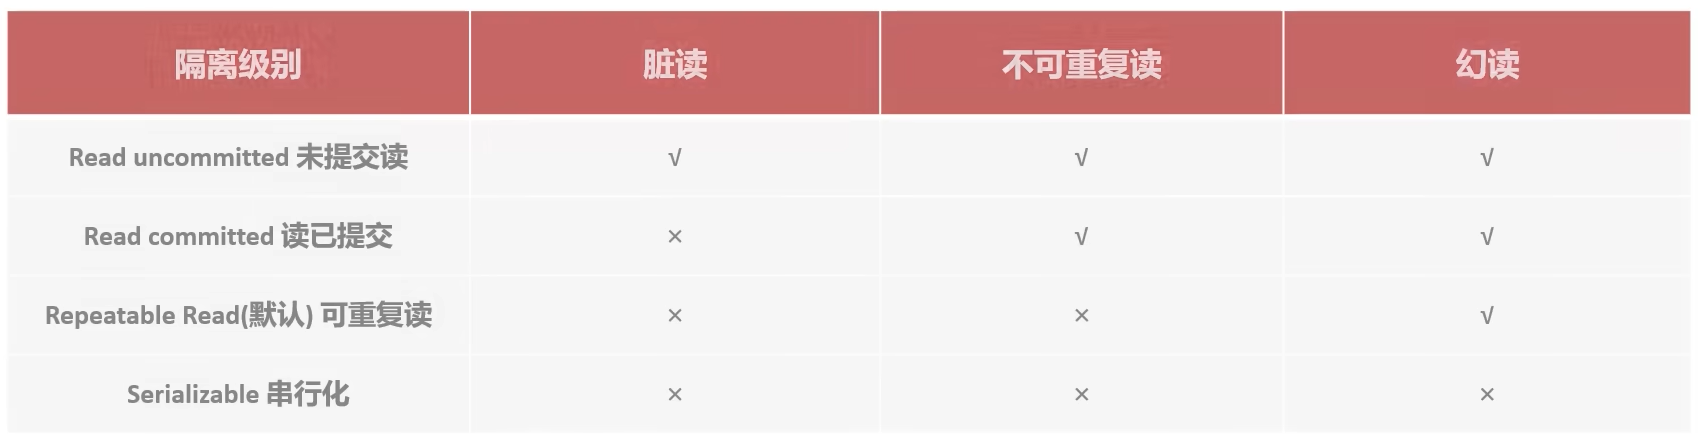 隔离级别 脏读 不可重复读 幻读
Read uncommitted 未提交读 √ √ √
Read committed 读已提交 × √ √
Repeatable Read(默认) 可重复读 × × √
Serializable 串行化 × × ×